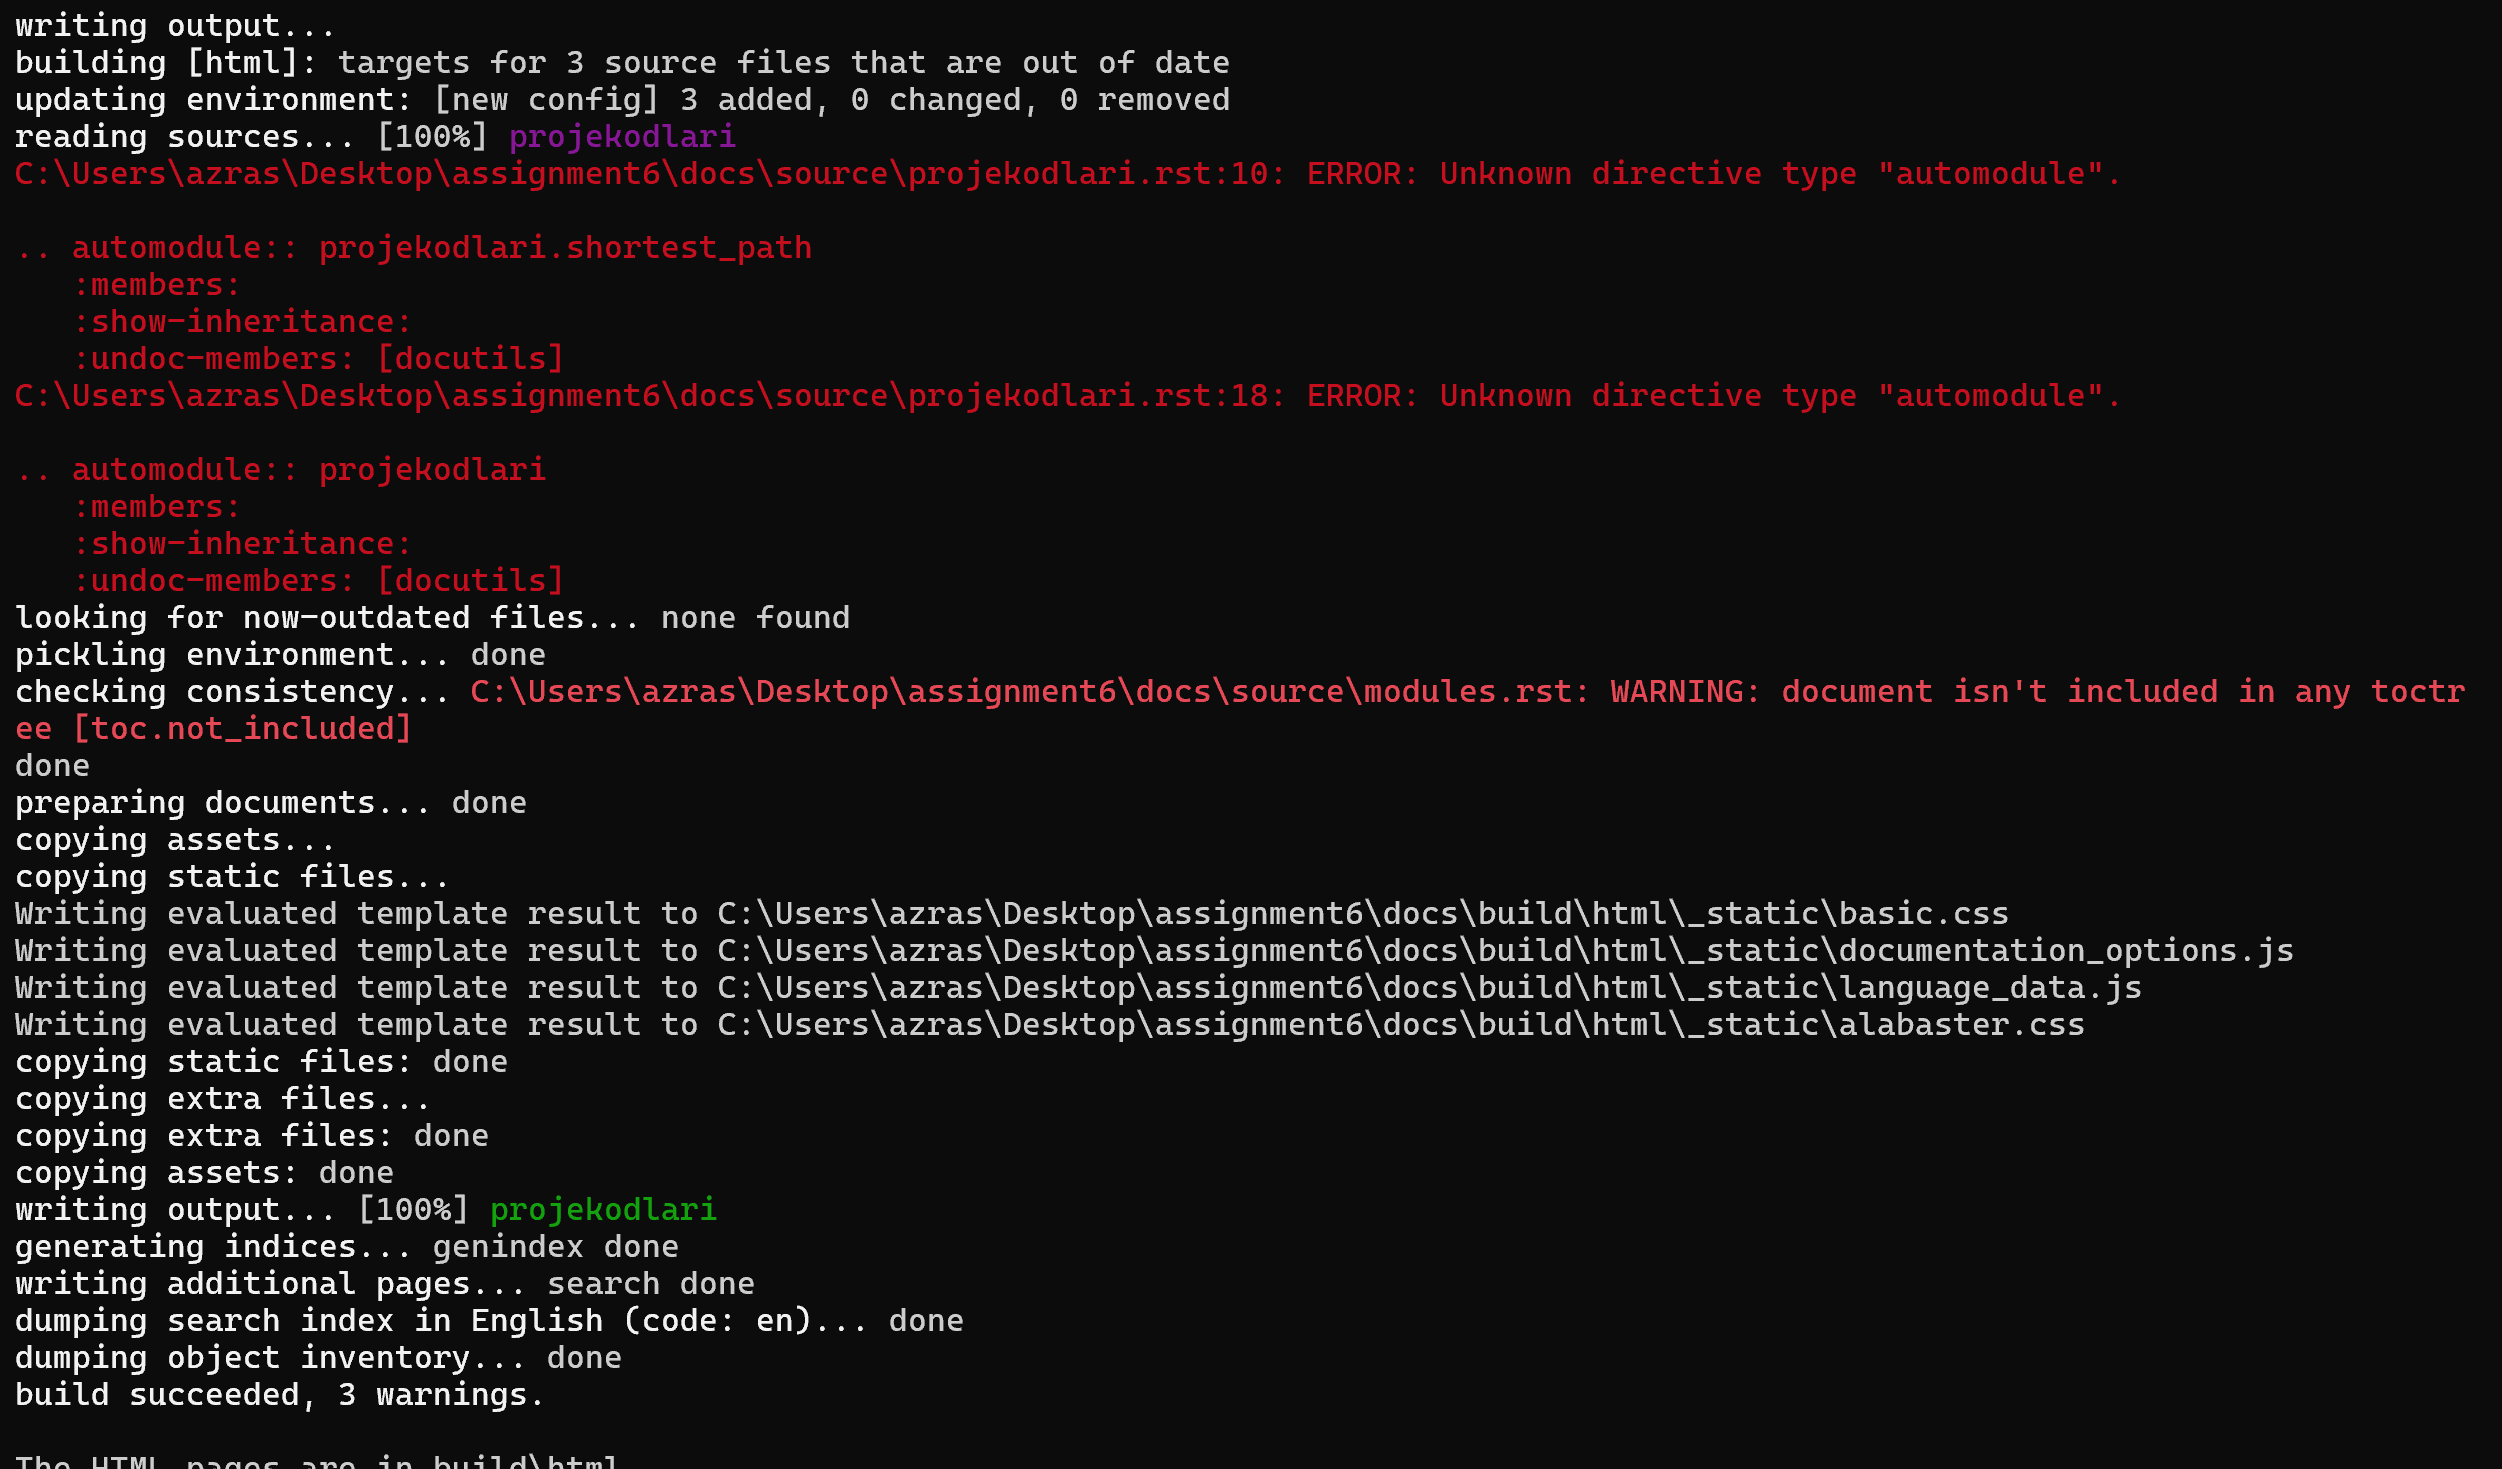 writing output...
building [html]: targets for 3 source files that are out of date
updating environment: [new config] 3 added, 0 changed, 0 removed
reading sources... [100%] projekodlari
C:\Users\azras\Desktop\assignment6\docs\source\projekodlari.rst:10: ERROR: Unknown directive type "automodule".

.. automodule:: projekodlari.shortest_path
   :members:
   :show-inheritance:
   :undoc-members: [docutils]
C:\Users\azras\Desktop\assignment6\docs\source\projekodlari.rst:18: ERROR: Unknown directive type "automodule".

.. automodule:: projekodlari
   :members:
   :show-inheritance:
   :undoc-members: [docutils]
looking for now-outdated files... none found
pickling environment... done
checking consistency... C:\Users\azras\Desktop\assignment6\docs\source\modules.rst: WARNING: document isn't included in any toctr
ee [toc.not_included]
done
preparing documents... done
copying assets...
copying static files...
Writing evaluated template result to C:\Users\azras\Desktop\assignment6\docs\build\html\_static\basic.css
Writing evaluated template result to C:\Users\azras\Desktop\assignment6\docs\build\html\_static\documentation_options.js
Writing evaluated template result to C:\Users\azras\Desktop\assignment6\docs\build\html\_static\language_data.js
Writing evaluated template result to C:\Users\azras\Desktop\assignment6\docs\build\html\_static\alabaster.css
copying static files: done
copying extra files...
copying extra files: done
copying assets: done
writing output... [100%] projekodlari
generating indices... genindex done
writing additional pages... search done
dumping search index in English (code: en)... done
dumping object inventory... done
build succeeded, 3 warnings.

The HTML pages are in build\html